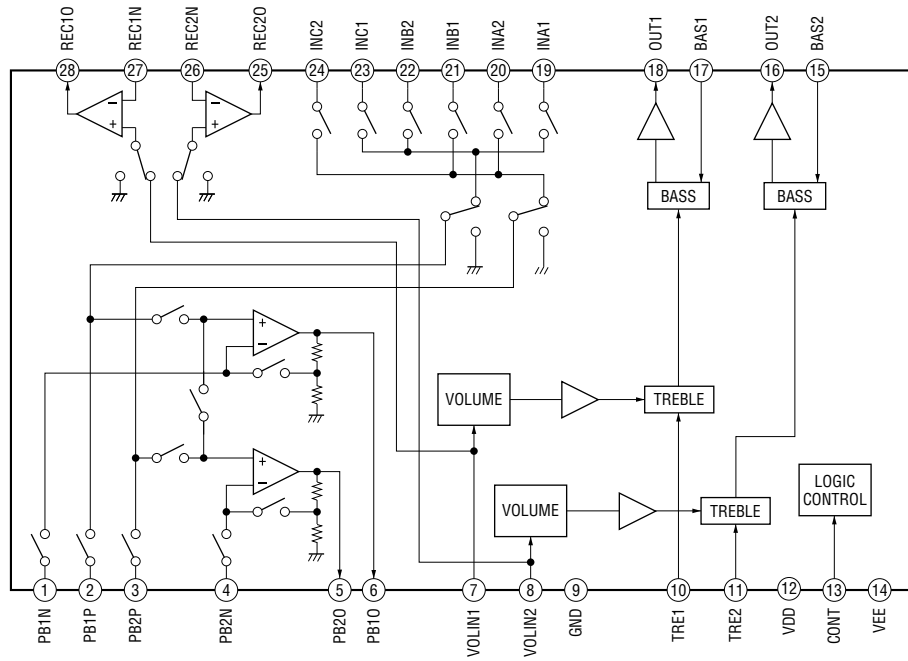 REC1O
REC1N
REC2N
REC2O
INC2
INC1
INB2
INB1
INA2
INA1
OUT1
BAS1
OUT2
BAS2
28
27
26
25
24
23
22
21
20
19
18
17
16
15
−
+
−
+
BASS
BASS
+
−
VOLUME
TREBLE
+
−
VOLUME
TREBLE
LOGIC
CONTROL
1
2
3
4
5
6
7
8
9
10
11
12
13
14
PB1N
PB1P
PB2P
PB2N
PB2O
PB1O
VOLIN1
VOLIN2
GND
TRE1
TRE2
VDD
CONT
VEE